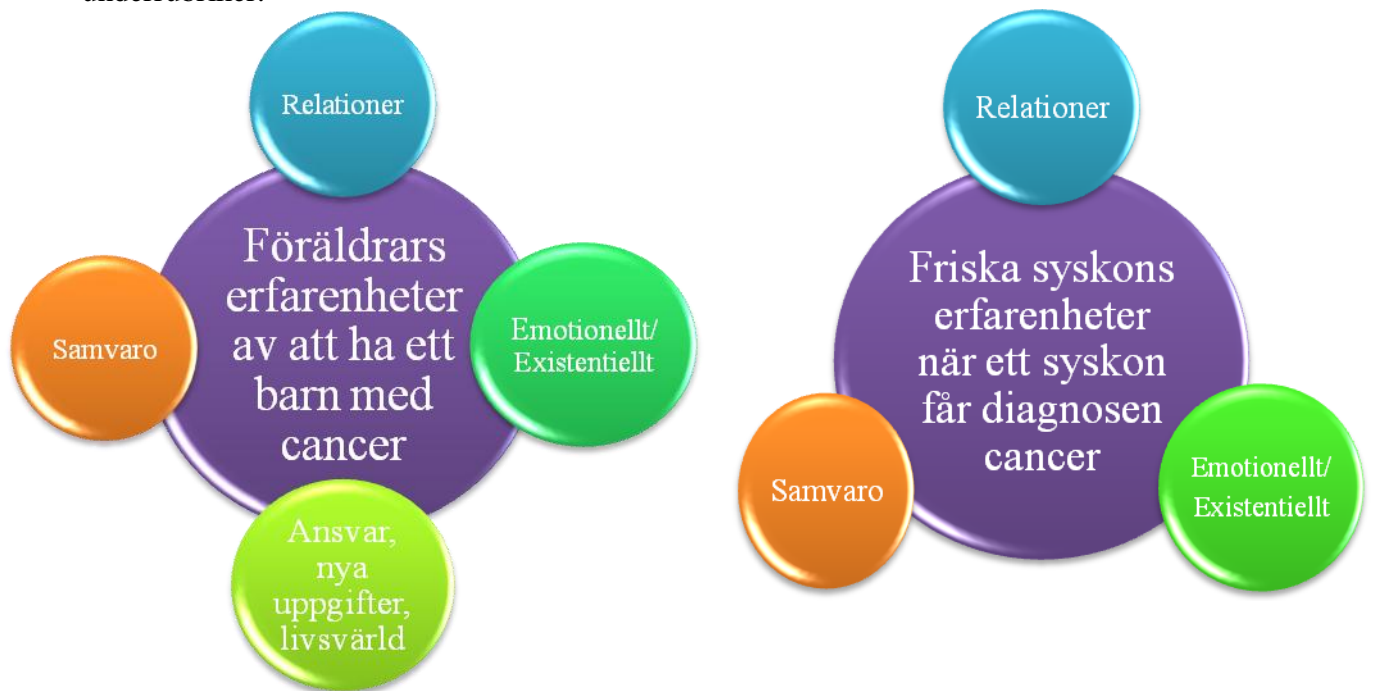 underrubriker.
Relationer
Föräldrars
erfarenheter
av att ha ett
barn med
cancer
Samvaro
Emotionellt/
Existentiellt
Ansvar,
nya
uppgifter,
livsvärld
Relationer
Friska syskons
erfarenheter
när ett syskon
får diagnosen
cancer
Samvaro
Emotionellt/
Existentiellt